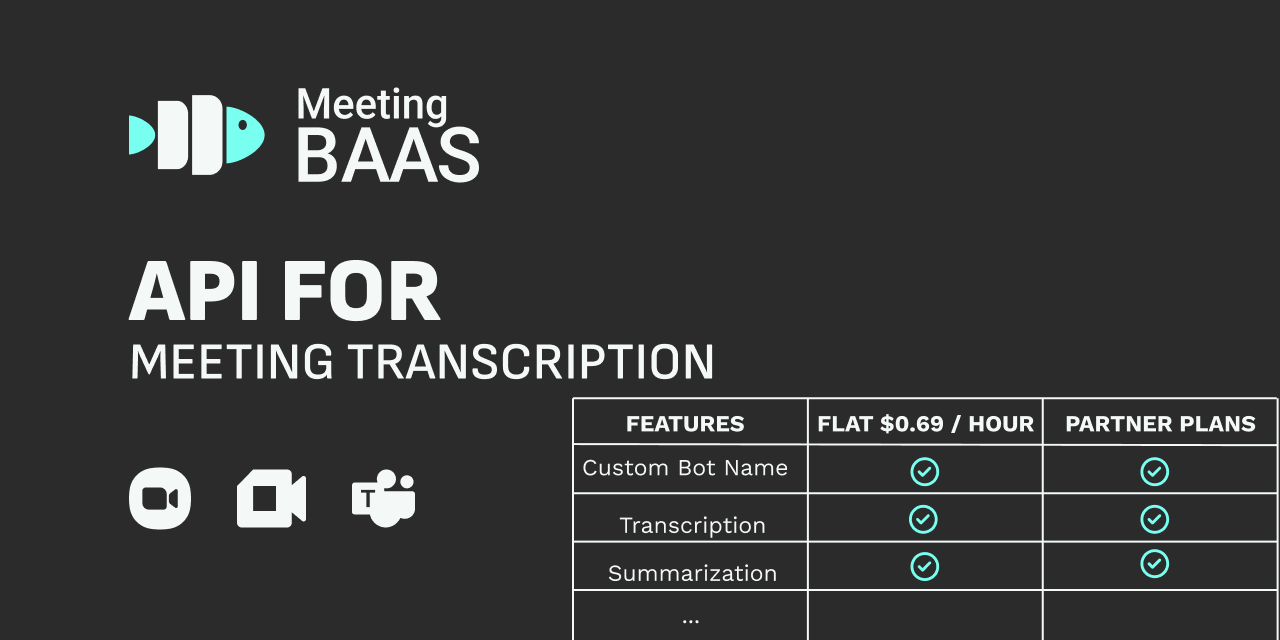 Meeting
BAAS
API FOR
MEETING TRANSCRIPTION
T
FEATURES FLAT $0.69 / HOUR PARTNER PLANS
Custom Bot Name
Transcription
Summarization
...